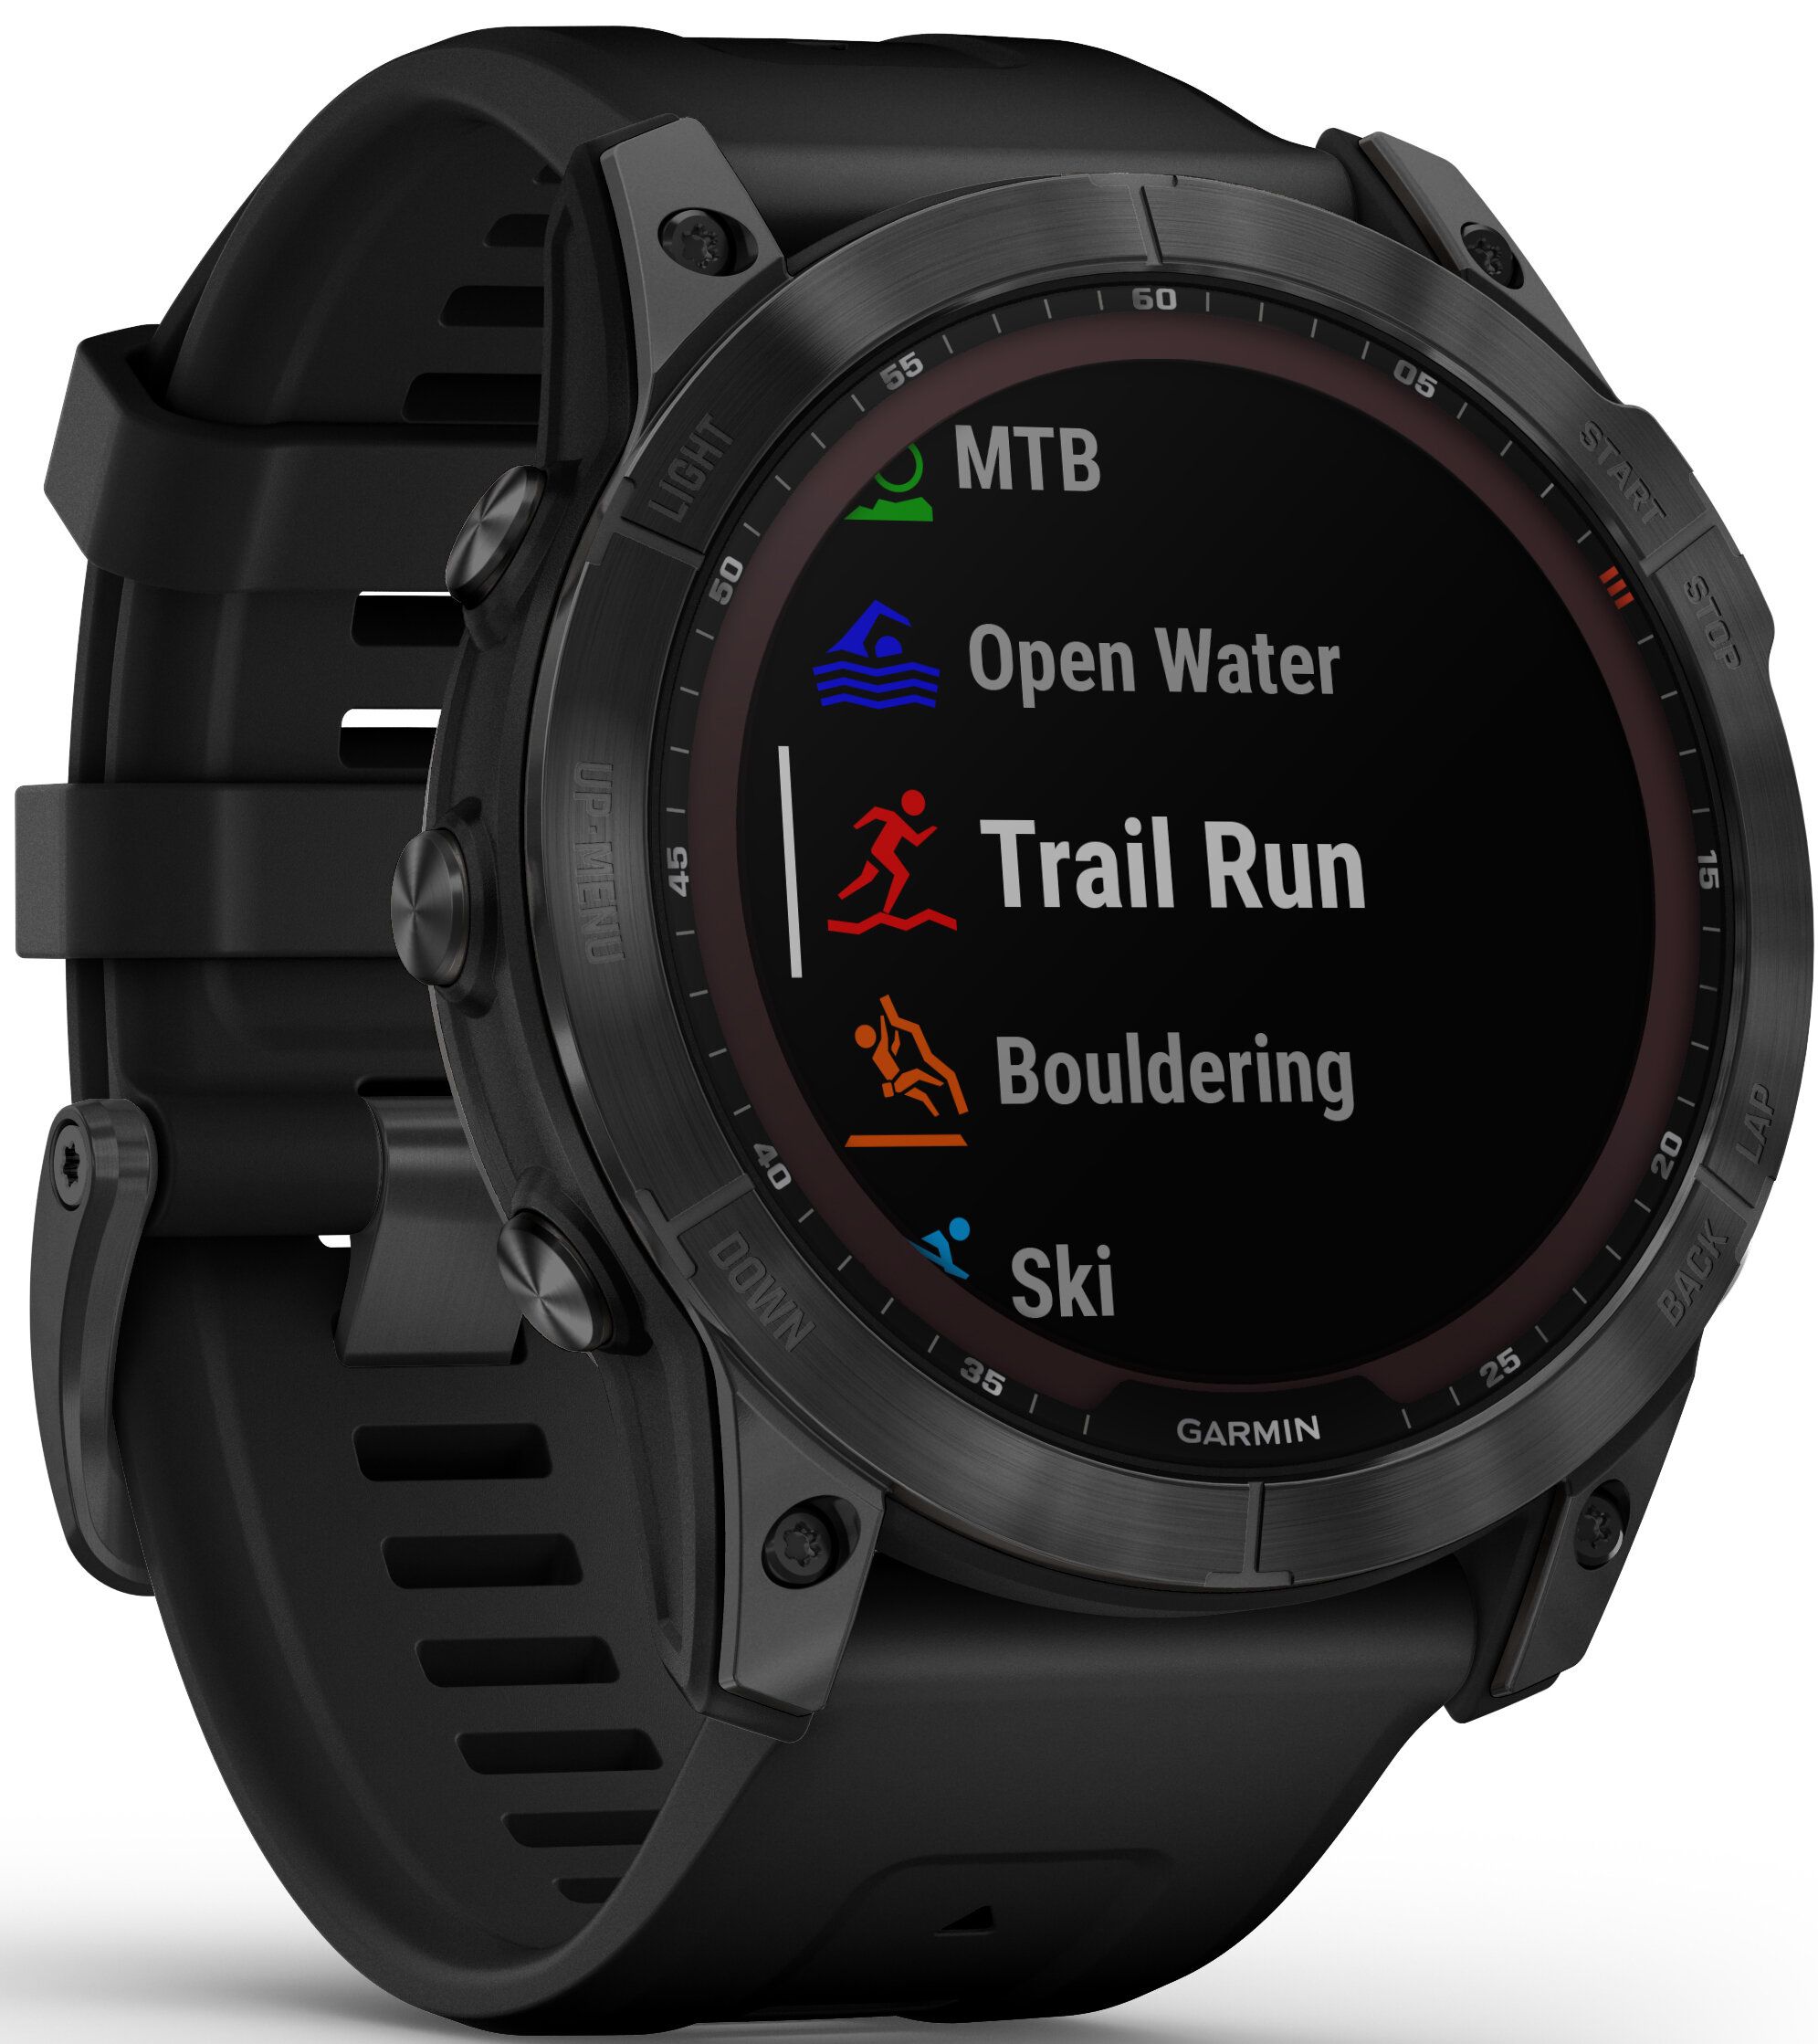 60
05
15
20
25
35
40
45
50
55
LIGHT
UP·MENU
DOWN
START
STOP
LAP
BACK
MTB
Open Water
Trail Run
Bouldering
Ski
GARMIN